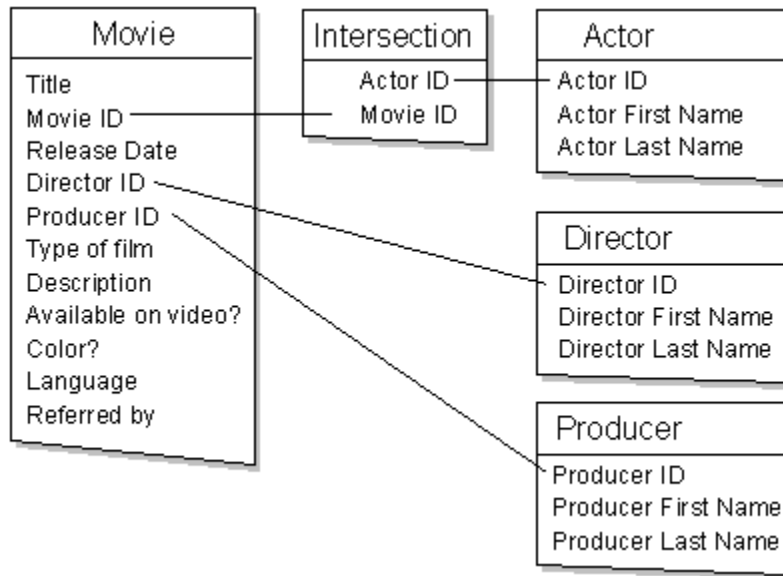 Movie
Title
Movie ID
Release Date
Director ID
Producer ID
Type of film
Description
Available on video?
Color?
Language
Referred by
Intersection
Actor ID
Movie ID
Actor
Actor ID
Actor First Name
Actor Last Name
Director
Director ID
Director First Name
Director Last Name
Producer
Producer ID
Producer First Name
Producer Last Name